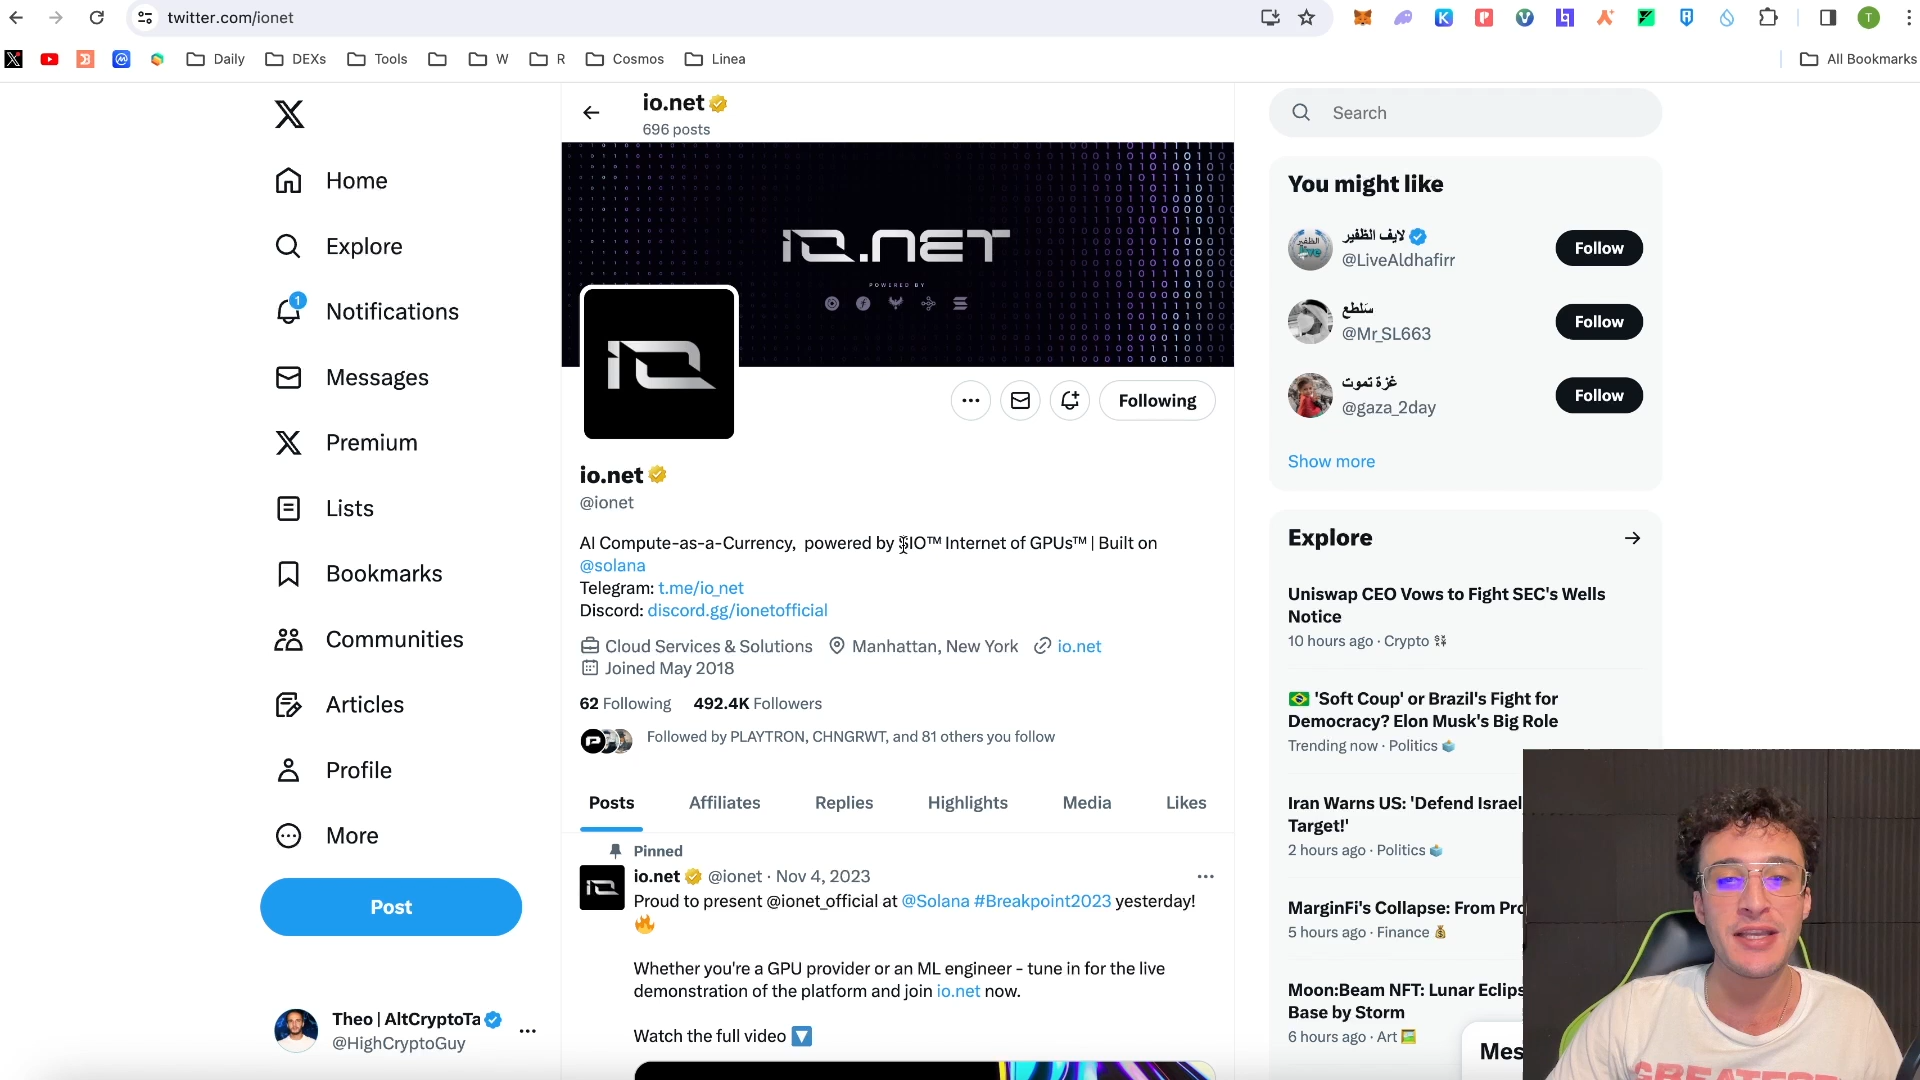 twitter.com/ionet
T
Daily
DEXs
Tools
W
R
Cosmos
Linea
All Bookmarks
Home
Explore
1
Notifications
Messages
Premium
Lists
Bookmarks
Communities
Articles
Profile
More
Post
Theo | AltCryptoTa
@HighCryptoGuy
io.net
696 posts
IO.NET
POWERED BY
IO
Following
io.net
@ionet
AI Compute-as-a-Currency, powered by $IO™ Internet of GPUs™ | Built on
@solana
Telegram: t.me/io_net
Discord: discord.gg/ionetofficial
Cloud Services & Solutions Manhattan, New York io.net
Joined May 2018
62 Following 492.4K Followers
Followed by PLAYTRON, CHNGRWT, and 81 others you follow
Posts Affiliates Replies Highlights Media Likes
Pinned
io.net @ionet · Nov 4, 2023
Proud to present @ionet_official at @Solana #Breakpoint2023 yesterday!
🔥
Whether you're a GPU provider or an ML engineer - tune in for the live
demonstration of the platform and join io.net now.
Watch the full video 🔽
Search
You might like
لايف الظفير
@LiveAldhafirr
Follow
سَلطع
@Mr_SL663
Follow
غزة تموت
@gaza_2day
Follow
Show more
Explore
Uniswap CEO Vows to Fight SEC's Wells
Notice
10 hours ago · Crypto
🇧🇷 'Soft Coup' or Brazil's Fight for
Democracy? Elon Musk's Big Role
Trending now · Politics
Iran Warns US: 'Defend Israel
Target!'
2 hours ago · Politics
MarginFi's Collapse: From Pro
5 hours ago · Finance
Moon:Beam NFT: Lunar Eclips
Base by Storm
6 hours ago · Art
Mes
GREATEST